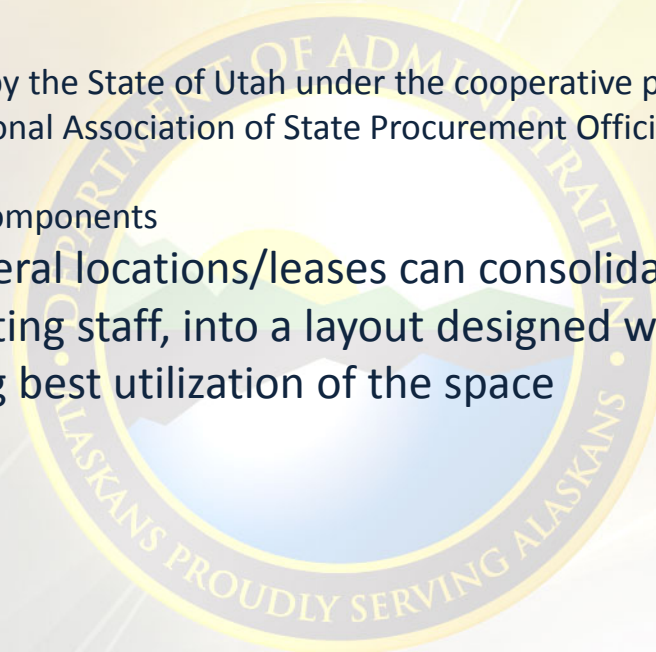 by the State of Utah under the cooperative p
onal Association of State Procurement Offici
omponents
eral locations/leases can consolida
ting staff, into a layout designed w
g best utilization of the space
DEPARTMENT OF ADMINISTRATION
ALASKANS PROUDLY SERVING ALASKANS